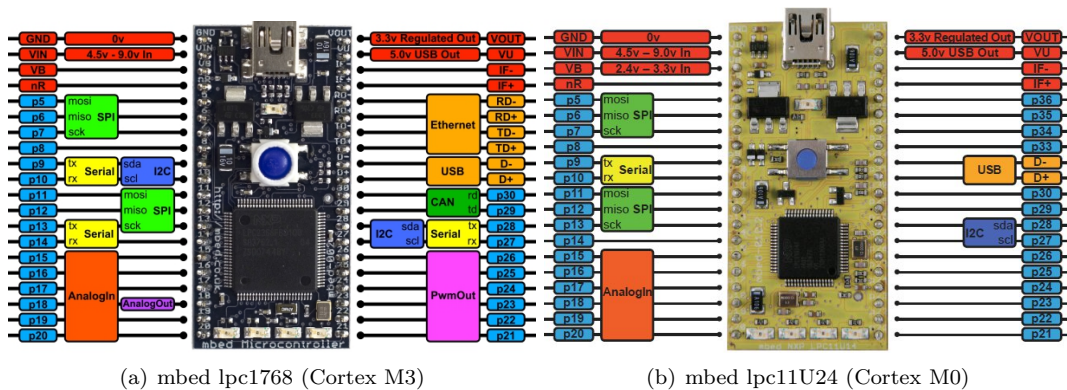 GND 0v 3.3v Regulated Out VOUT
VIN 4.5v - 9.0v In 5.0v USB Out VU
VB IF-
nR IF+
p5 mosi RD-
p6 miso SPI RD+
p7 sck Ethernet TD-
p8 TD+
p9 tx Serial sda I2C USB D-
p10 rx scl D+
p11 mosi CAN rd p30
p12 miso SPI td p29
p13 tx Serial sck I2C sda Serial tx p28
p14 rx scl rx p27
p15 p26
p16 p25
p17 AnalogIn PwmOut p24
p18 AnalogOut p23
p19 p22
p20 p21
mbed Microcontroller
http://mbed.co.uk
(a) mbed lpc1768 (Cortex M3)
GND 0v 3.3v Regulated Out VOUT
VIN 4.5v – 9.0v In 5.0v USB Out VU
VB 2.4v – 3.3v In IF-
nR IF+
p5 mosi p36
p6 miso SPI p35
p7 sck p34
p8 p33
p9 tx Serial USB D-
p10 rx D+
p11 mosi p30
p12 miso SPI p29
p13 sck I2C sda p28
p14 scl p27
p15 p26
p16 p25
p17 AnalogIn p24
p18 p23
p19 p22
p20 p21
mbed NXP LPC11U24
(b) mbed lpc11U24 (Cortex M0)